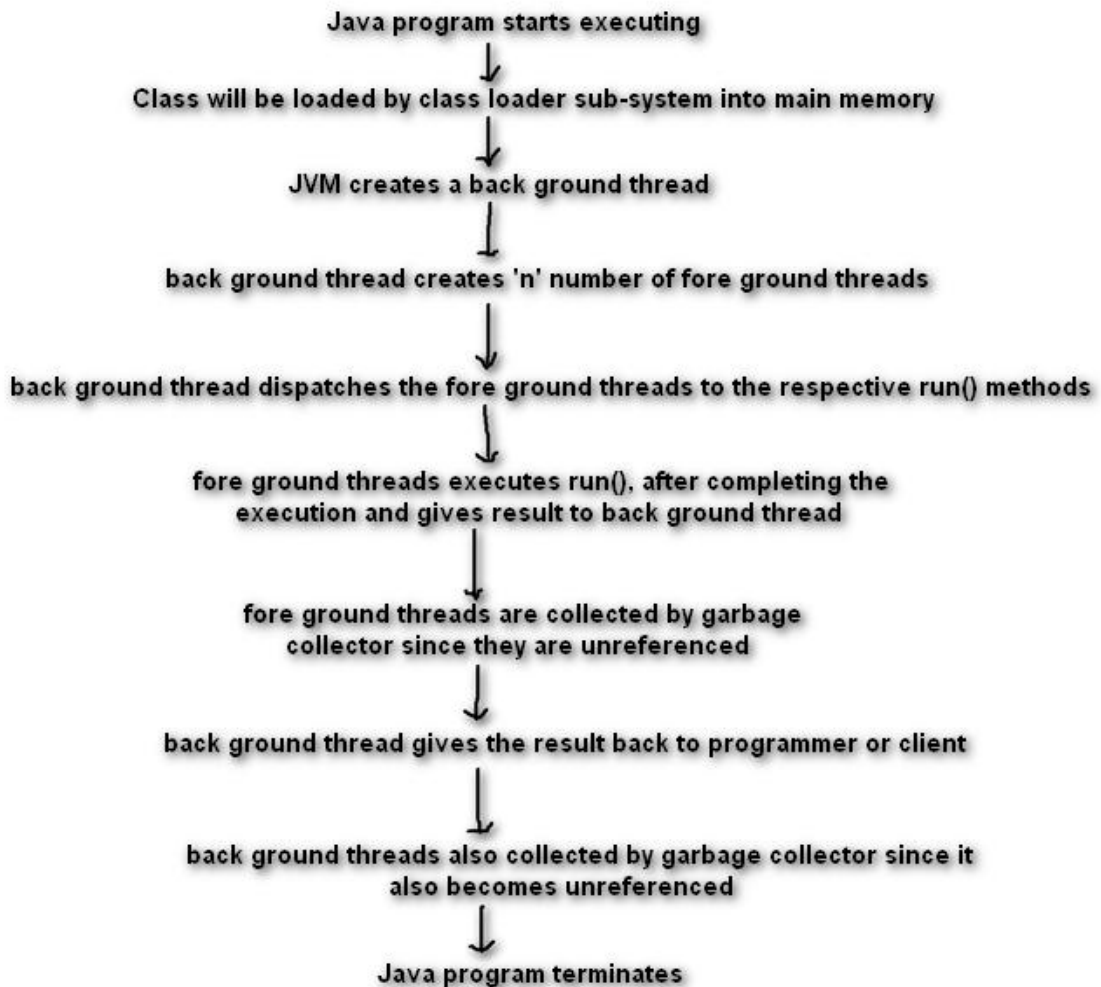 Java program starts executing
Class will be loaded by class loader sub-system into main memory
JVM creates a back ground thread
back ground thread creates 'n' number of fore ground threads
back ground thread dispatches the fore ground threads to the respective run() methods
fore ground threads executes run(), after completing the
execution and gives result to back ground thread
fore ground threads are collected by garbage
collector since they are unreferenced
back ground thread gives the result back to programmer or client
back ground threads also collected by garbage collector since it
also becomes unreferenced
Java program terminates